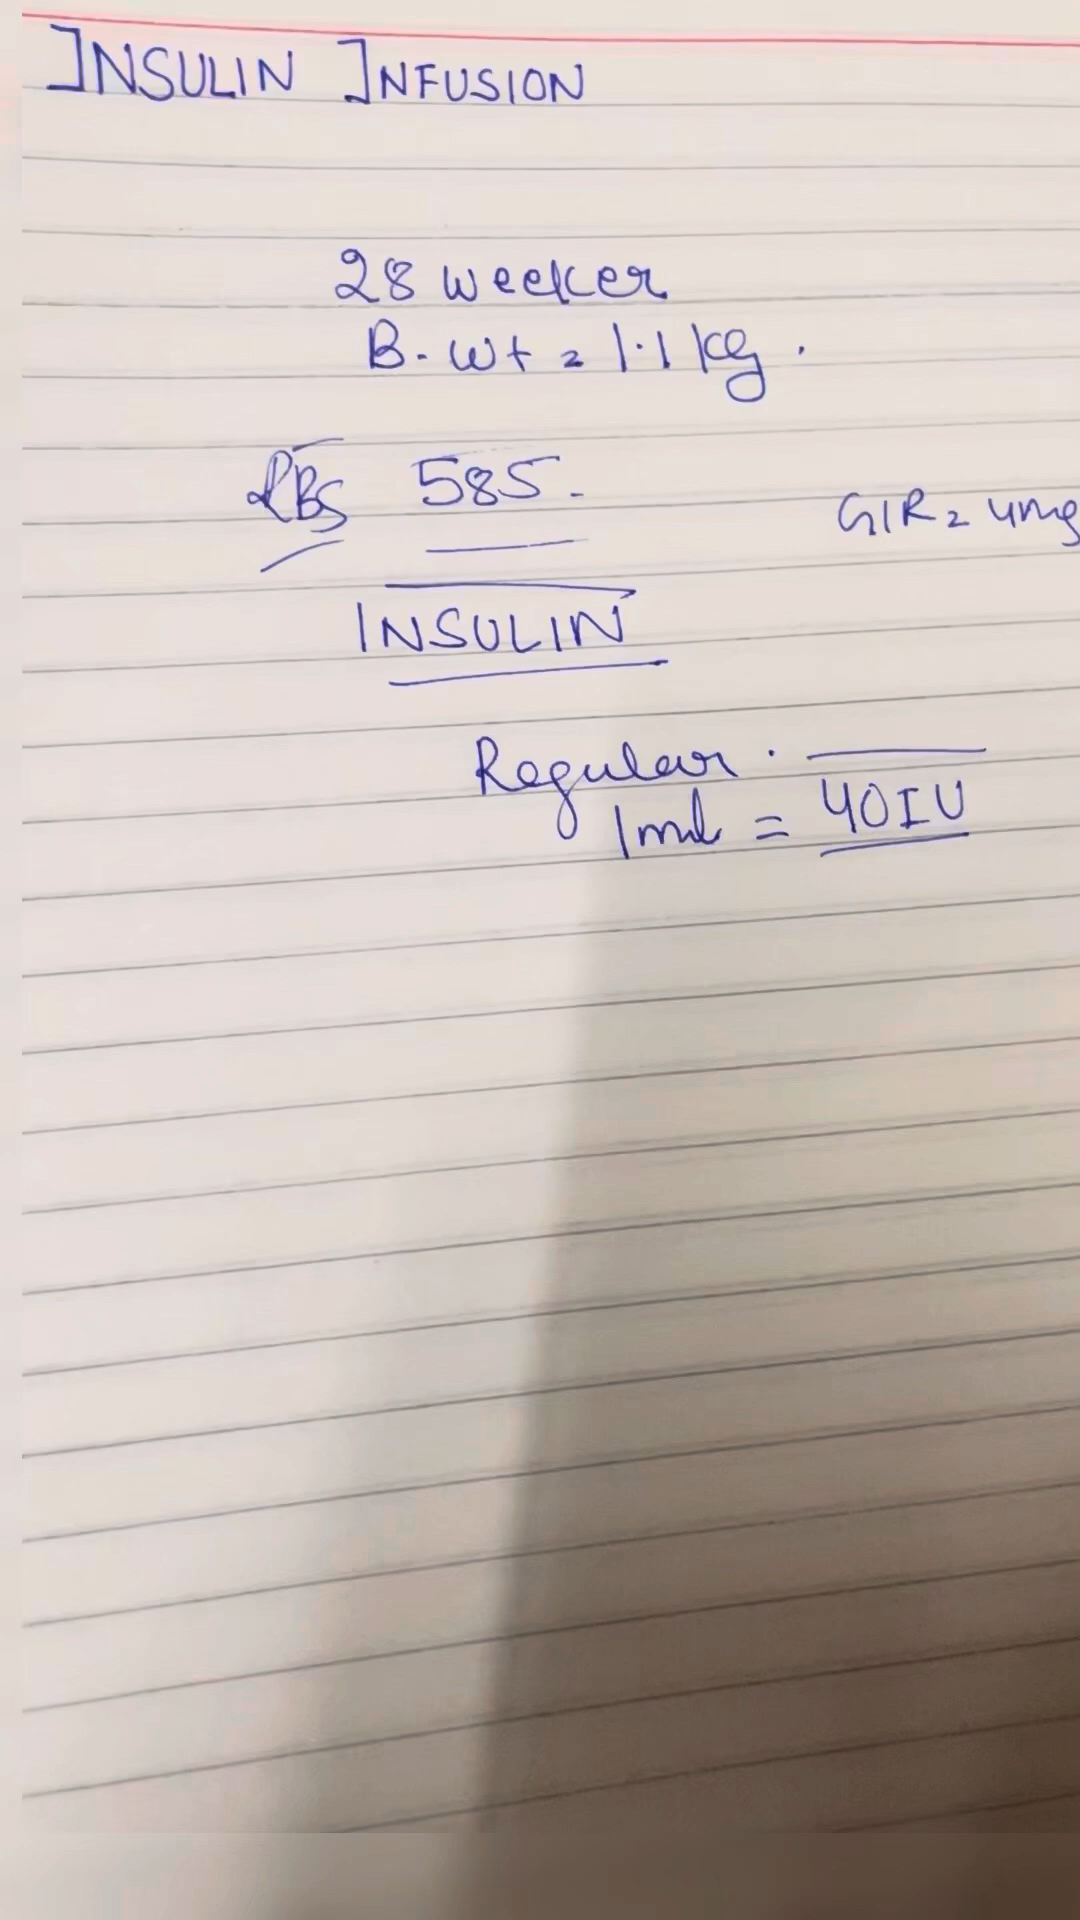 INSULIN INFUSION
28 weeker
B. wt = 1.1 kg.
RBS 585.
GIR = 4mg
INSULIN
Regular.
1ml = 40IU